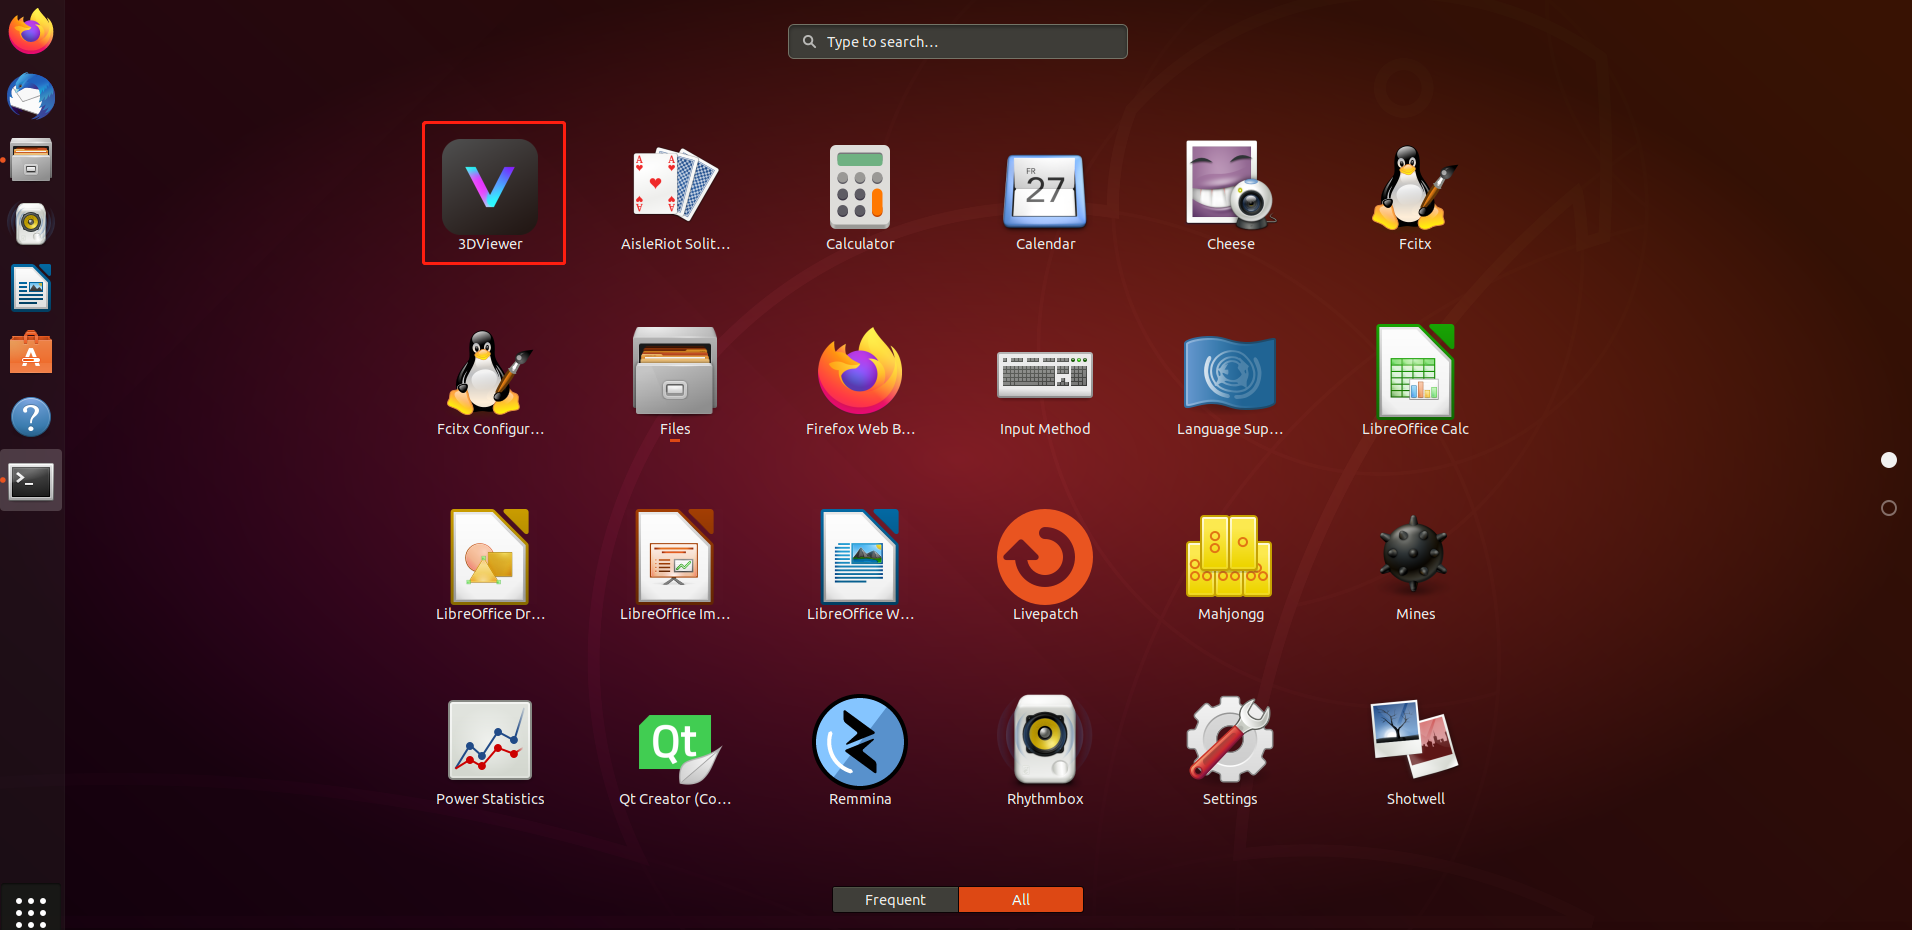 Type to search...
3DViewer
AisleRiot Solit...
Calculator
FR
27
Calendar
Cheese
Fcitx
Fcitx Configur...
Files
Firefox Web B...
Input Method
Language Sup...
LibreOffice Calc
LibreOffice Dr...
LibreOffice Im...
LibreOffice W...
Livepatch
Mahjongg
Mines
Power Statistics
Qt
Qt Creator (Co...
Remmina
Rhythmbox
Settings
Shotwell
Frequent
All